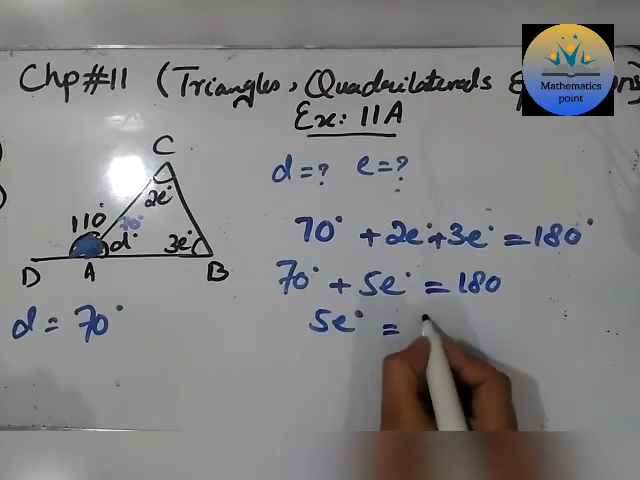 Chp#11 (Triangles, Quadrilaterals
Mathematics
point
Ex: 11A
C
d=? e=?
2e°
110° 70°
d° 3e°
D A B
70° + 2e° + 3e° = 180°
70° + 5e° = 180
d = 70°
5e° =